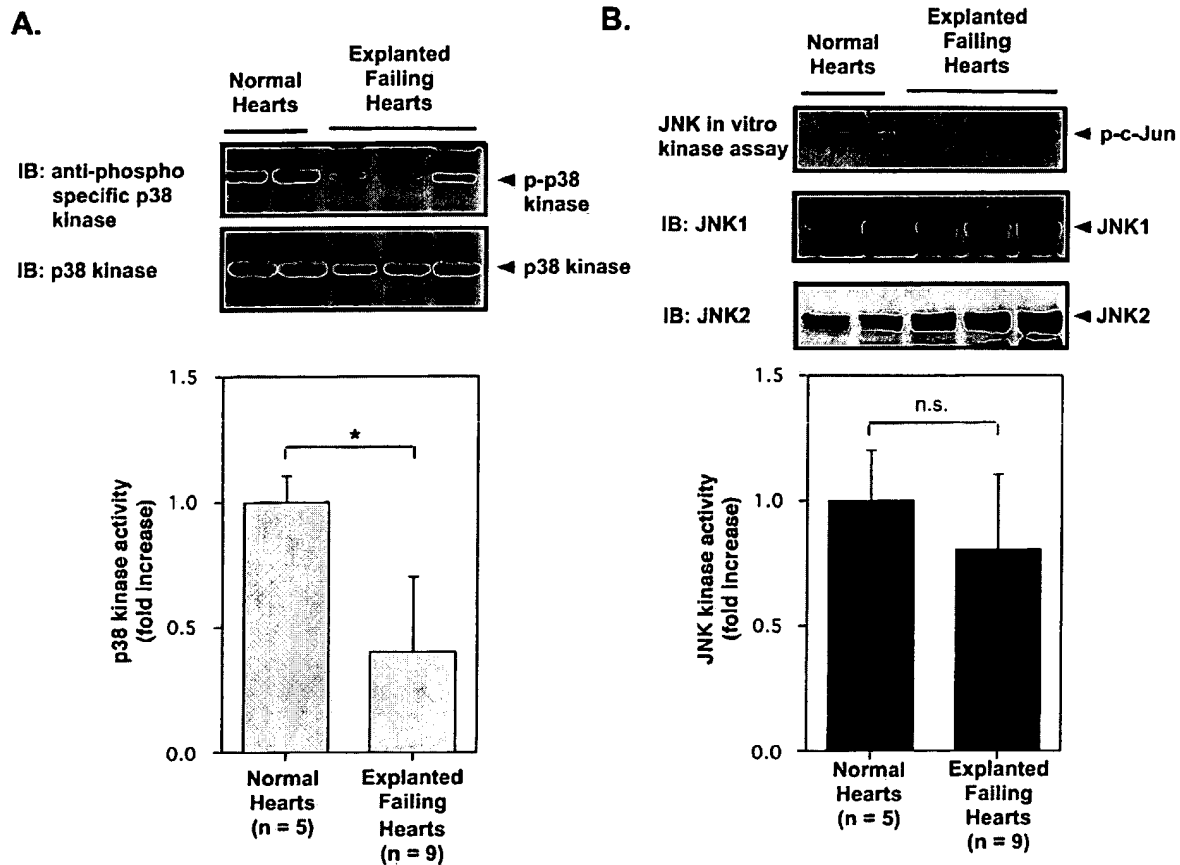 A.
Normal
Hearts
Explanted
Failing
Hearts
IB: anti-phospho
specific p38
kinase
p-p38
kinase
IB: p38 kinase
p38 kinase
1.5
1.0
0.5
0.0
p38 kinase activity
(fold increase)
*
Normal
Hearts
(n = 5)
Explanted
Failing
Hearts
(n = 9)
B.
Normal
Hearts
Explanted
Failing
Hearts
JNK in vitro
kinase assay
p-c-Jun
IB: JNK1
JNK1
IB: JNK2
JNK2
1.5
1.0
0.5
0.0
JNK kinase activity
(fold increase)
n.s.
Normal
Hearts
(n = 5)
Explanted
Failing
Hearts
(n = 9)